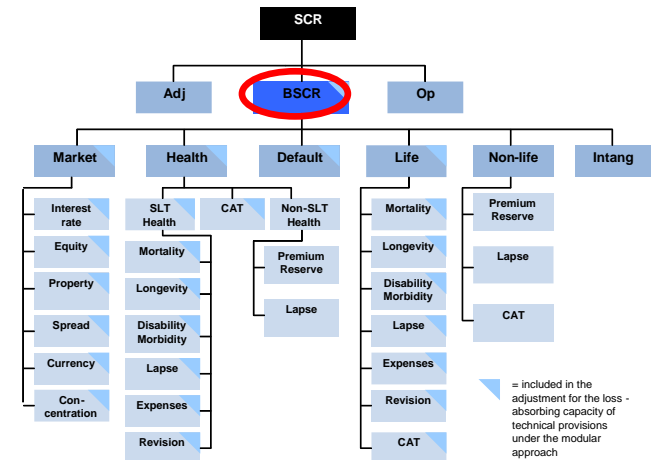 SCR
Adj
BSCR
Op
Market
Health
Default
Life
Non-life
Intang
Interest
rate
Equity
Property
Spread
Currency
Con-
centration
SLT
Health
CAT
Non-SLT
Health
Mortality
Longevity
Disability
Morbidity
Lapse
Expenses
Revision
Premium
Reserve
Lapse
Mortality
Longevity
Disability
Morbidity
Lapse
Expenses
Revision
CAT
Premium
Reserve
Lapse
CAT
= included in the
adjustment for the loss -
absorbing capacity of
technical provisions
under the modular
approach